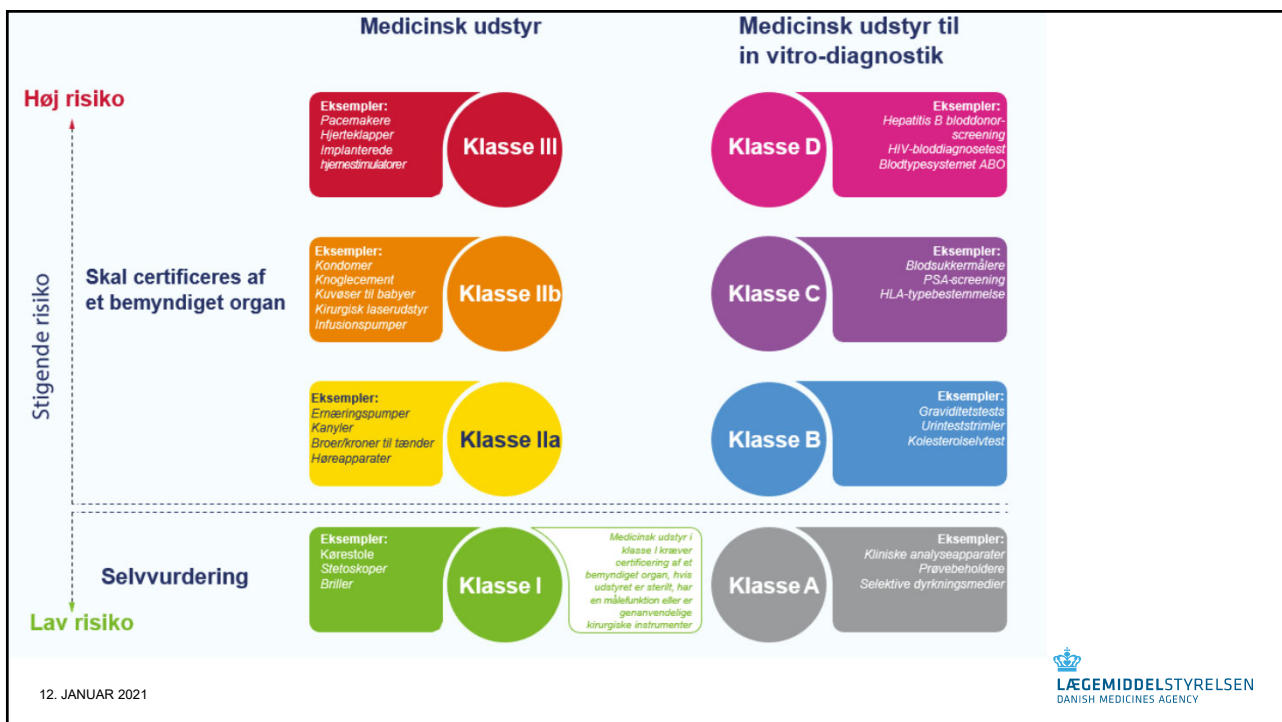 Medicinsk udstyr
Medicinsk udstyr til
in vitro-diagnostik
Høj risiko
Stigende risiko
Skal certificeres af
et bemyndiget organ
Eksempler:
Pacemakere
Hjerteklapper
Implanterede
hjernestimulatorer
Klasse III
Klasse D
Eksempler:
Hepatitis B bloddonor-
screening
HIV-bloddiagnosetest
Blodtypesystemet ABO
Eksempler:
Kondomer
Knoglecement
Kuvøser til babyer
Kirurgisk laserudstyr
Infusionspumper
Klasse IIb
Klasse C
Eksempler:
Blodsukkermålere
PSA-screening
HLA-typebestemmelse
Eksempler:
Ernæringspumper
Kanyler
Broer/kroner til tænder
Høreapparater
Klasse IIa
Klasse B
Eksempler:
Graviditetstests
Urinteststrimler
Kolesterolselvtest
Selvvurdering
Lav risiko
Eksempler:
Kørestole
Stetoskoper
Briller
Klasse I
Medicinsk udstyr i
klasse I kræver
certificering af et
bemyndiget organ, hvis
udstyret er sterilt, har
en målefunktion eller er
genanvendelige
kirurgiske instrumenter
Klasse A
Eksempler:
Kliniske analyseapparater
Prøvebeholdere
Selektive dyrkningsmedier
12. JANUAR 2021
LÆGEMIDDELSTYRELSEN
DANISH MEDICINES AGENCY